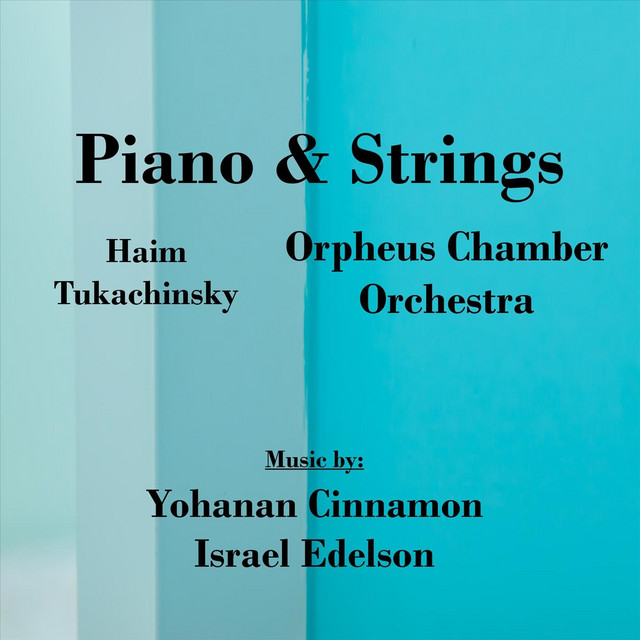 Piano & Strings
Haim
Tukachinsky
Orpheus Chamber
Orchestra
Music by:
Yohanan Cinnamon
Israel Edelson